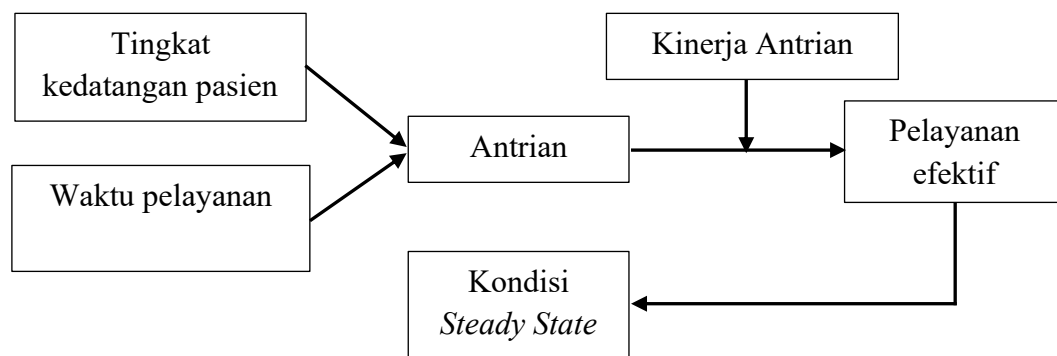 Tingkat
kedatangan pasien
Kinerja Antrian
Antrian
Pelayanan
efektif
Waktu pelayanan
Kondisi
Steady State